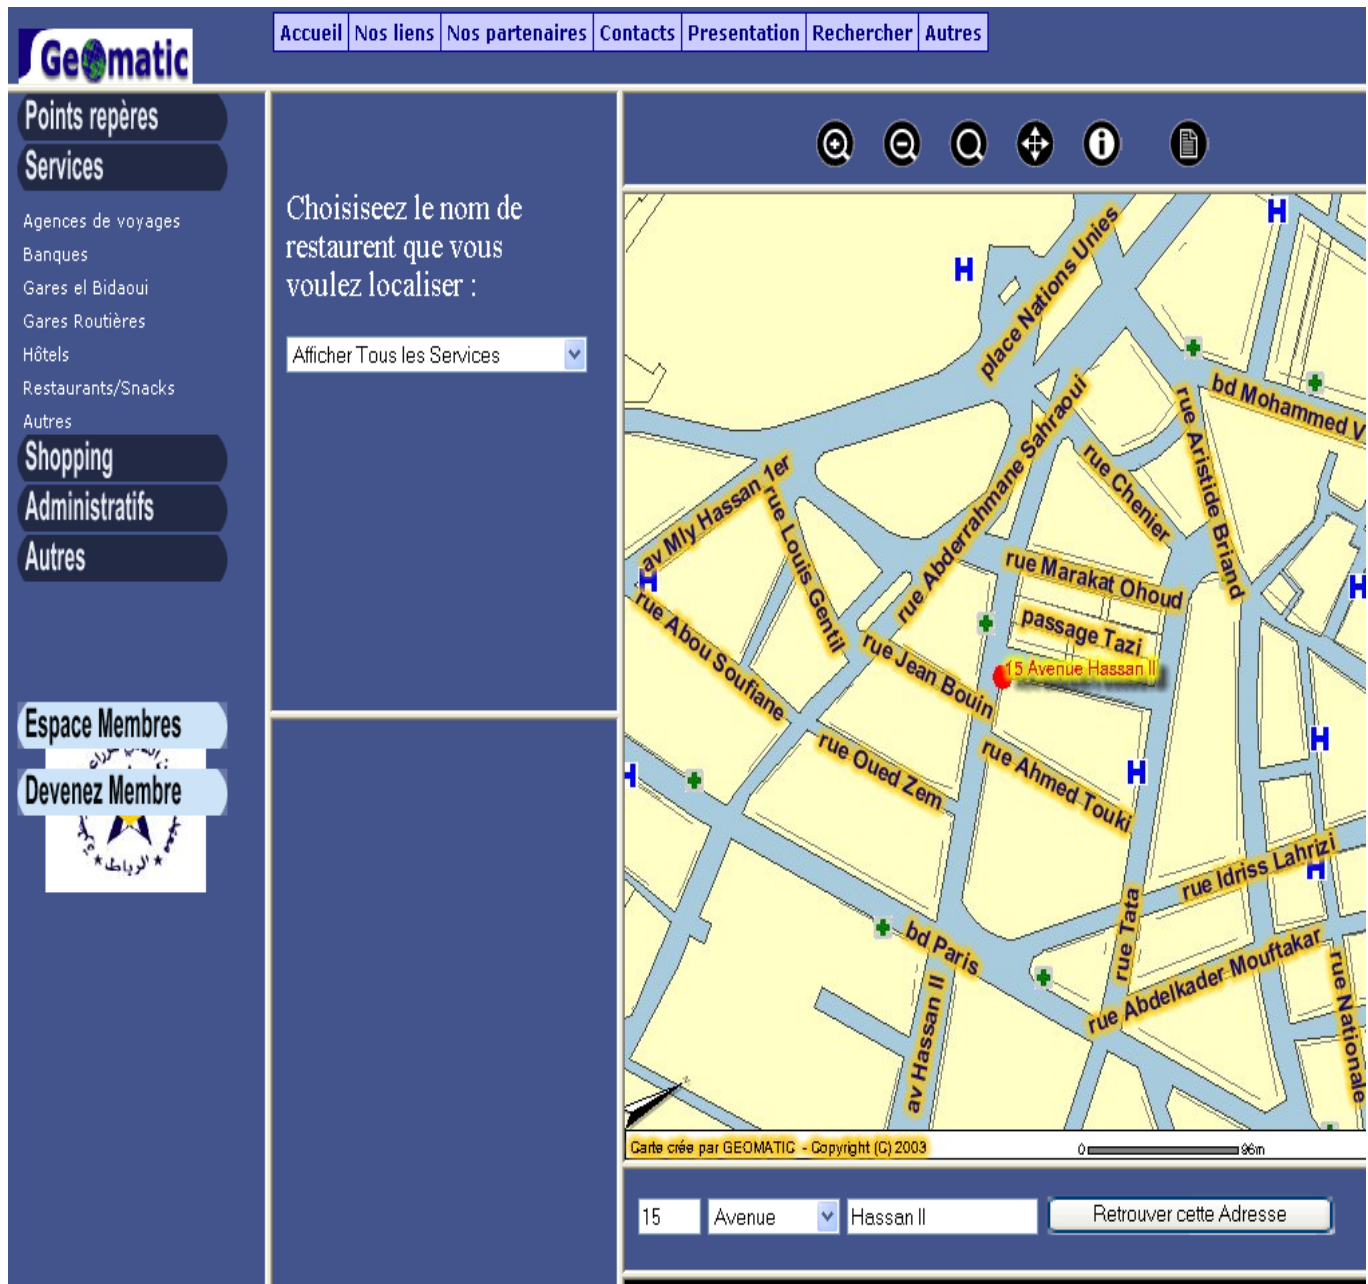 Geomatic
Accueil Nos liens Nos partenaires Contacts Presentation Rechercher Autres
Points repères
Services
Agences de voyages
Banques
Gares el Bidaoui
Gares Routières
Hôtels
Restaurants/Snacks
Autres
Shopping
Administratifs
Autres
Espace Membres
Devenez Membre
الرباط
Choisiseez le nom de
restaurent que vous
voulez localiser :
Afficher Tous les Services
place Nations Unies
H
H
bd Mohammed V
rue Aristide Briand
rue Abderrahmane Sahraoui
rue Chenier
av Mly Hassan 1er
rue Louis Gentil
H
rue Marakat Ohoud
H
rue Abou Soufiane
passage Tazi
rue Jean Bouin
15 Avenue Hassan II
rue Oued Zem
rue Ahmed Touki
H
H
H
rue Idriss Lahrizi
H
rue Tata
bd Paris
rue Abdelkader Mouftakar
rue Nationale
av Hassan II
Carte crée par GEOMATIC - Copyright (C) 2003
0 96m
15 Avenue Hassan II Retrouver cette Adresse